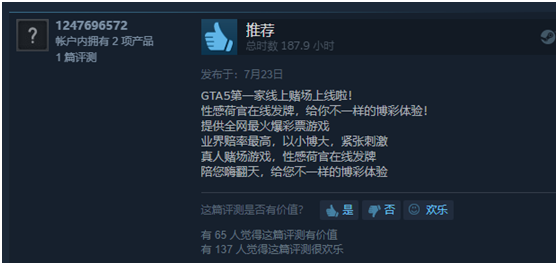 ?
1247696572
帐户内拥有 2 项产品
1 篇评测
推荐
总时数 187.9 小时
发布于：7月23日
GTA5第一家线上赌场上线啦！
性感荷官在线发牌，给你不一样的博彩体验！
提供全网最火爆彩票游戏
业界赔率最高，以小博大，紧张刺激
真人赌场游戏，性感荷官在线发牌
陪您嗨翻天，给您不一样的博彩体验
这篇评测是否有价值？ 是 否 欢乐
有 65 人觉得这篇评测有价值
有 137 人觉得这篇评测很欢乐